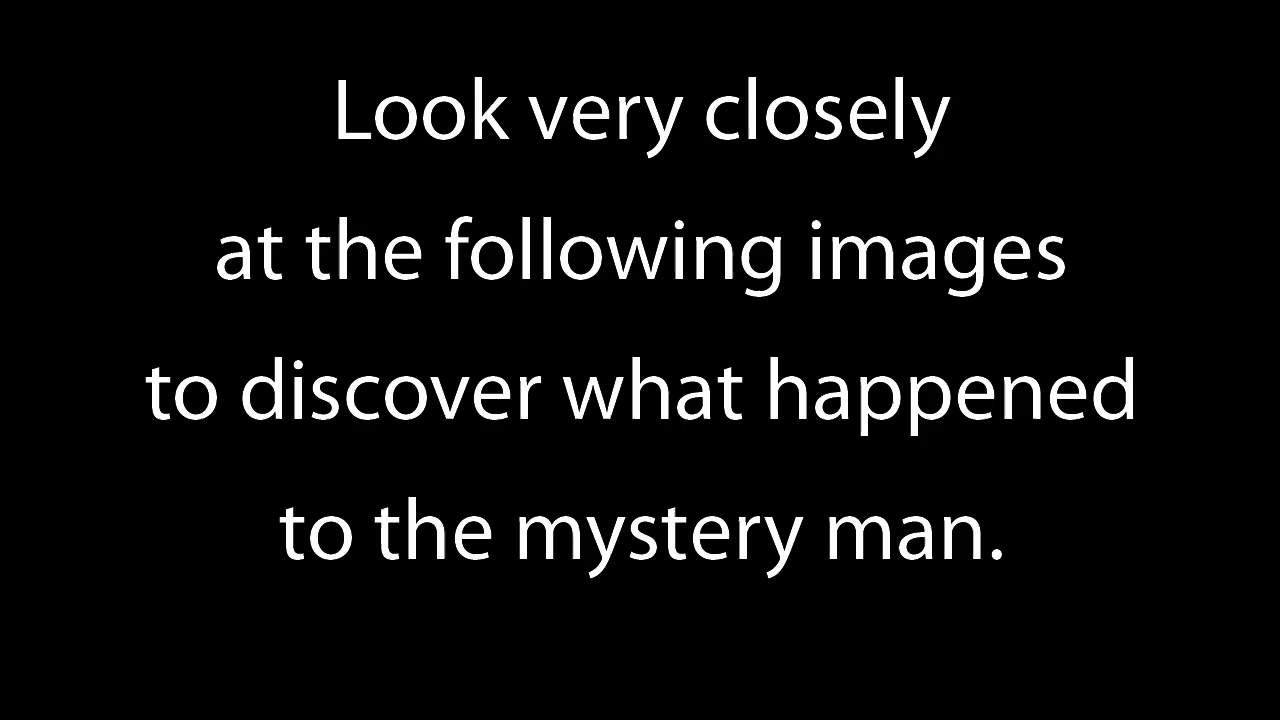 Look very closely
at the following images
to discover what happened
to the mystery man.